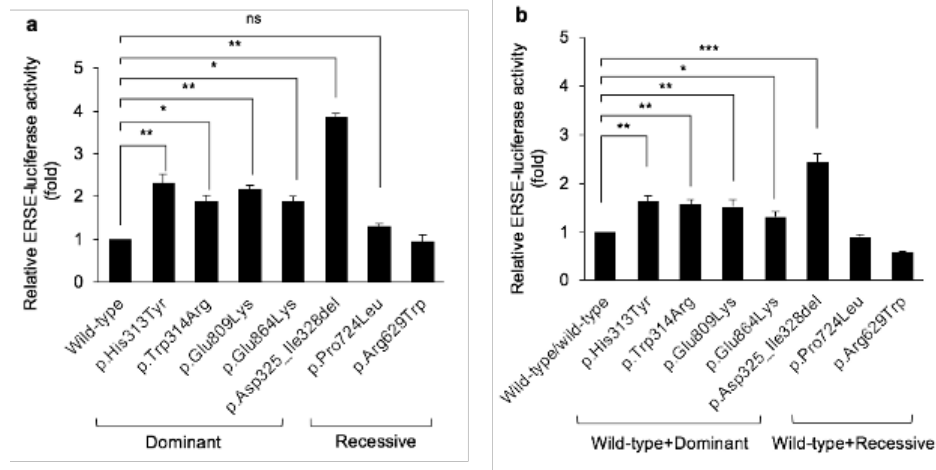 a
ns
**
*
**
*
**
Relative ERSE-luciferase activity
(fold)
5
4
3
2
1
0
Wild-type
p.His313Tyr
p.Trp314Arg
p.Glu809Lys
p.Glu864Lys
p.Asp325_Ile328del
p.Pro724Leu
p.Arg629Trp
Dominant
Recessive
b
***
*
**
**
**
Relative ERSE-luciferase activity
(fold)
5
4
3
2
1
0
Wild-type/wild-type
p.His313Tyr
p.Trp314Arg
p.Glu809Lys
p.Glu864Lys
p.Asp325_Ile328del
p.Pro724Leu
p.Arg629Trp
Wild-type+Dominant
Wild-type+Recessive